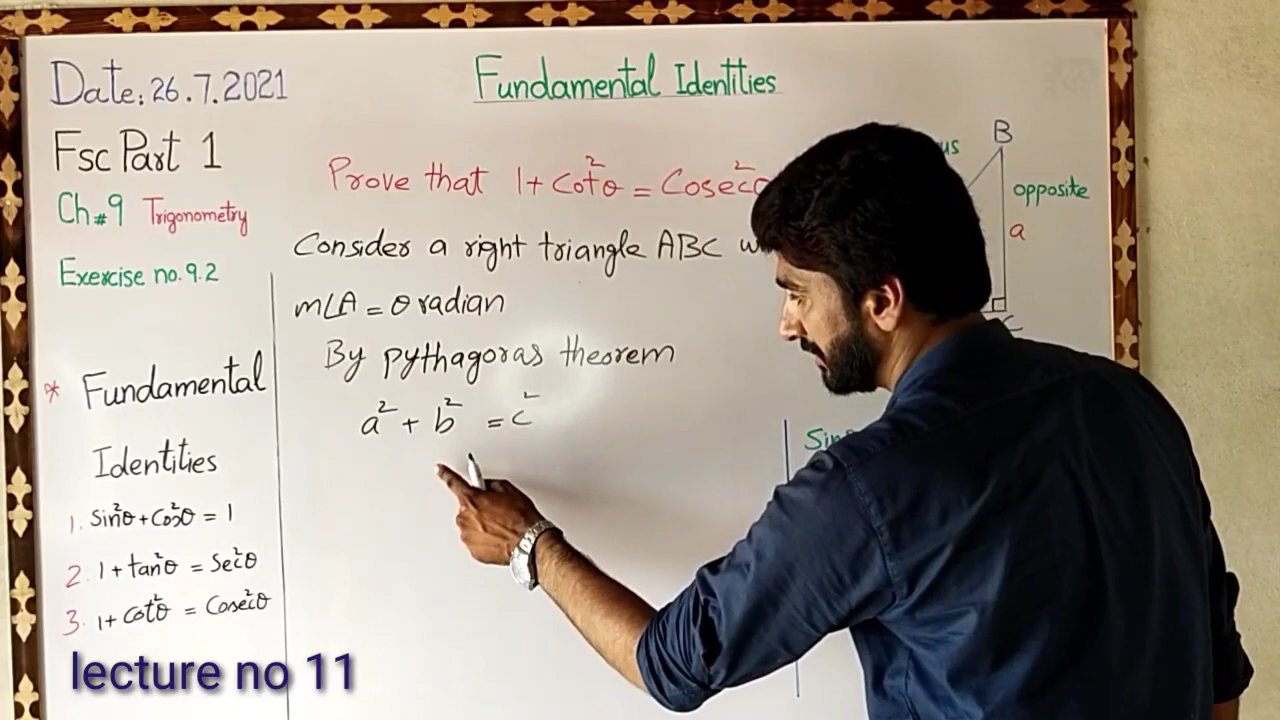 Date: 26.7.2021
Fsc Part 1
Ch#9 Trigonometry
Exercise no. 9.2
* Fundamental
Identities
1. Sin²θ + Cos²θ = 1
2. 1 + tan²θ = Sec²θ
3. 1 + Cot²θ = Cosec²θ
lecture no 11
Fundamental Identities
Prove that 1 + Cot²θ = Cosec²
Consider a right triangle ABC
m∠A = θ radian
By pythagoras theorem
a² + b² = c²
B
opposite
a
C